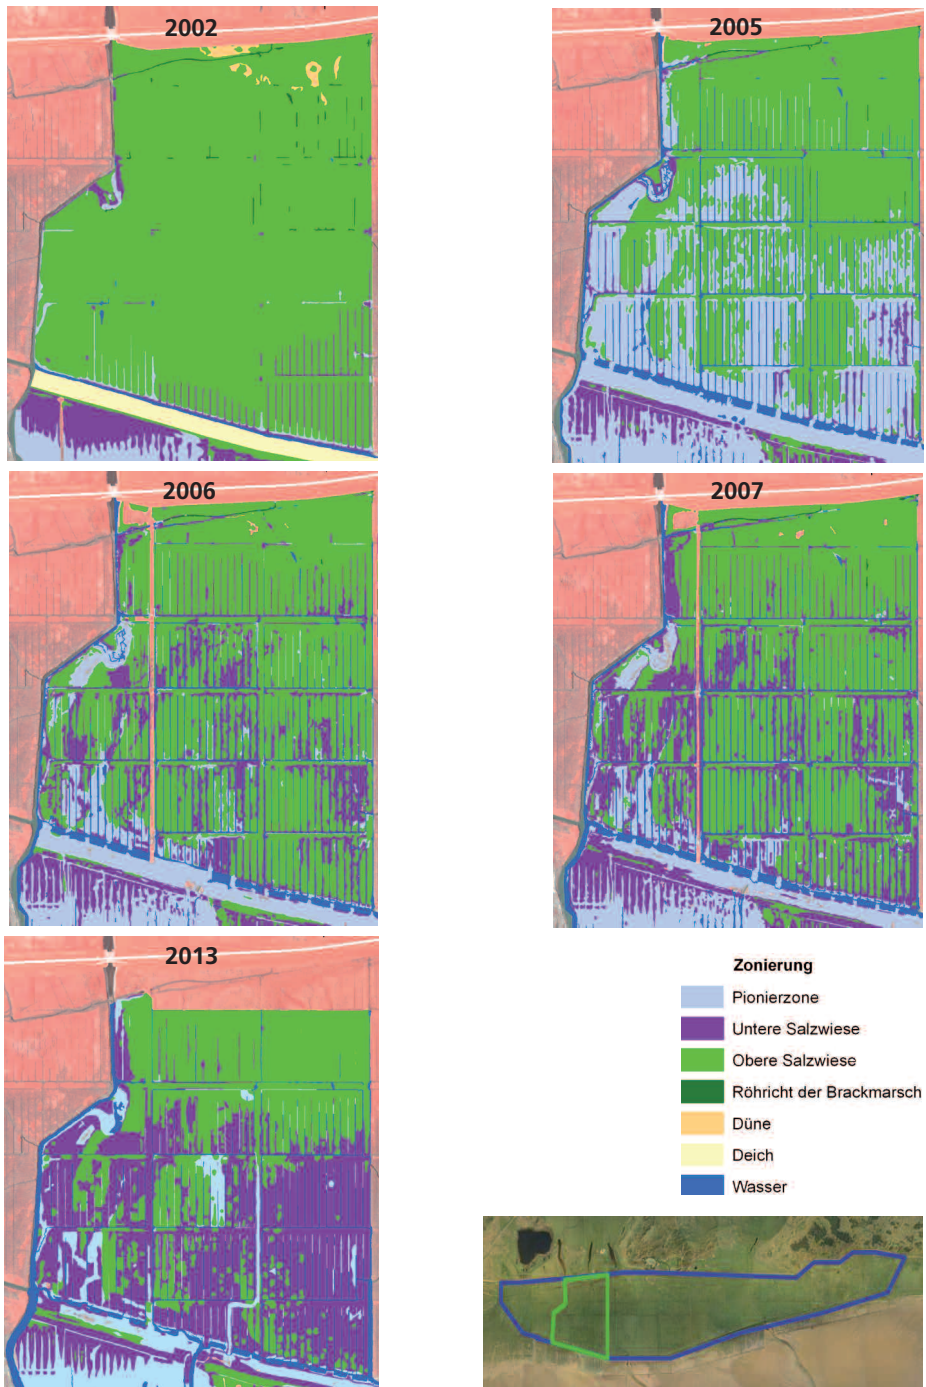 2002
2005
2006
2007
2013
Zonierung
Pionierzone
Untere Salzwiese
Obere Salzwiese
Röhricht der Brackmarsch
Düne
Deich
Wasser